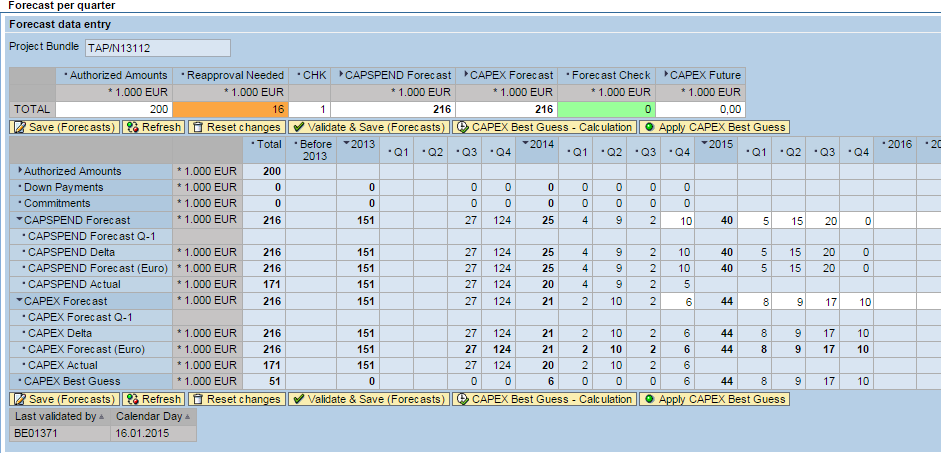 Forecast per quarter
Forecast data entry
Project Bundle TAP/N13112
Authorized Amounts Reapproval Needed CHK CAPSPEND Forecast CAPEX Forecast Forecast Check CAPEX Future
* 1.000 EUR * 1.000 EUR * 1.000 EUR * 1.000 EUR * 1.000 EUR * 1.000 EUR
TOTAL 200 16 1 216 216 0 0,00
Save (Forecasts) Refresh Reset changes Validate & Save (Forecasts) CAPEX Best Guess - Calculation Apply CAPEX Best Guess
Total Before 2013 2013 Q1 Q2 Q3 Q4 2014 Q1 Q2 Q3 Q4 2015 Q1 Q2 Q3 Q4 2016 20
Authorized Amounts * 1.000 EUR 200
Down Payments * 1.000 EUR 0 0 0 0 0 0 0 0 0
Commitments * 1.000 EUR 0 0 0 0 0 0 0 0 0
CAPSPEND Forecast * 1.000 EUR 216 151 27 124 25 4 9 2 10 40 5 15 20 0
CAPSPEND Forecast Q-1
CAPSPEND Delta * 1.000 EUR 216 151 27 124 25 4 9 2 10 40 5 15 20 0
CAPSPEND Forecast (Euro) * 1.000 EUR 216 151 27 124 25 4 9 2 10 40 5 15 20 0
CAPSPEND Actual * 1.000 EUR 171 151 27 124 20 4 9 2 5
CAPEX Forecast * 1.000 EUR 216 151 27 124 21 2 10 2 6 44 8 9 17 10
CAPEX Forecast Q-1
CAPEX Delta * 1.000 EUR 216 151 27 124 21 2 10 2 6 44 8 9 17 10
CAPEX Forecast (Euro) * 1.000 EUR 216 151 27 124 21 2 10 2 6 44 8 9 17 10
CAPEX Actual * 1.000 EUR 171 151 27 124 20 2 10 2 6
CAPEX Best Guess * 1.000 EUR 51 0 0 0 6 0 0 0 6 44 8 9 17 10
Save (Forecasts) Refresh Reset changes Validate & Save (Forecasts) CAPEX Best Guess - Calculation Apply CAPEX Best Guess
Last validated by Calendar Day
BE01371 16.01.2015